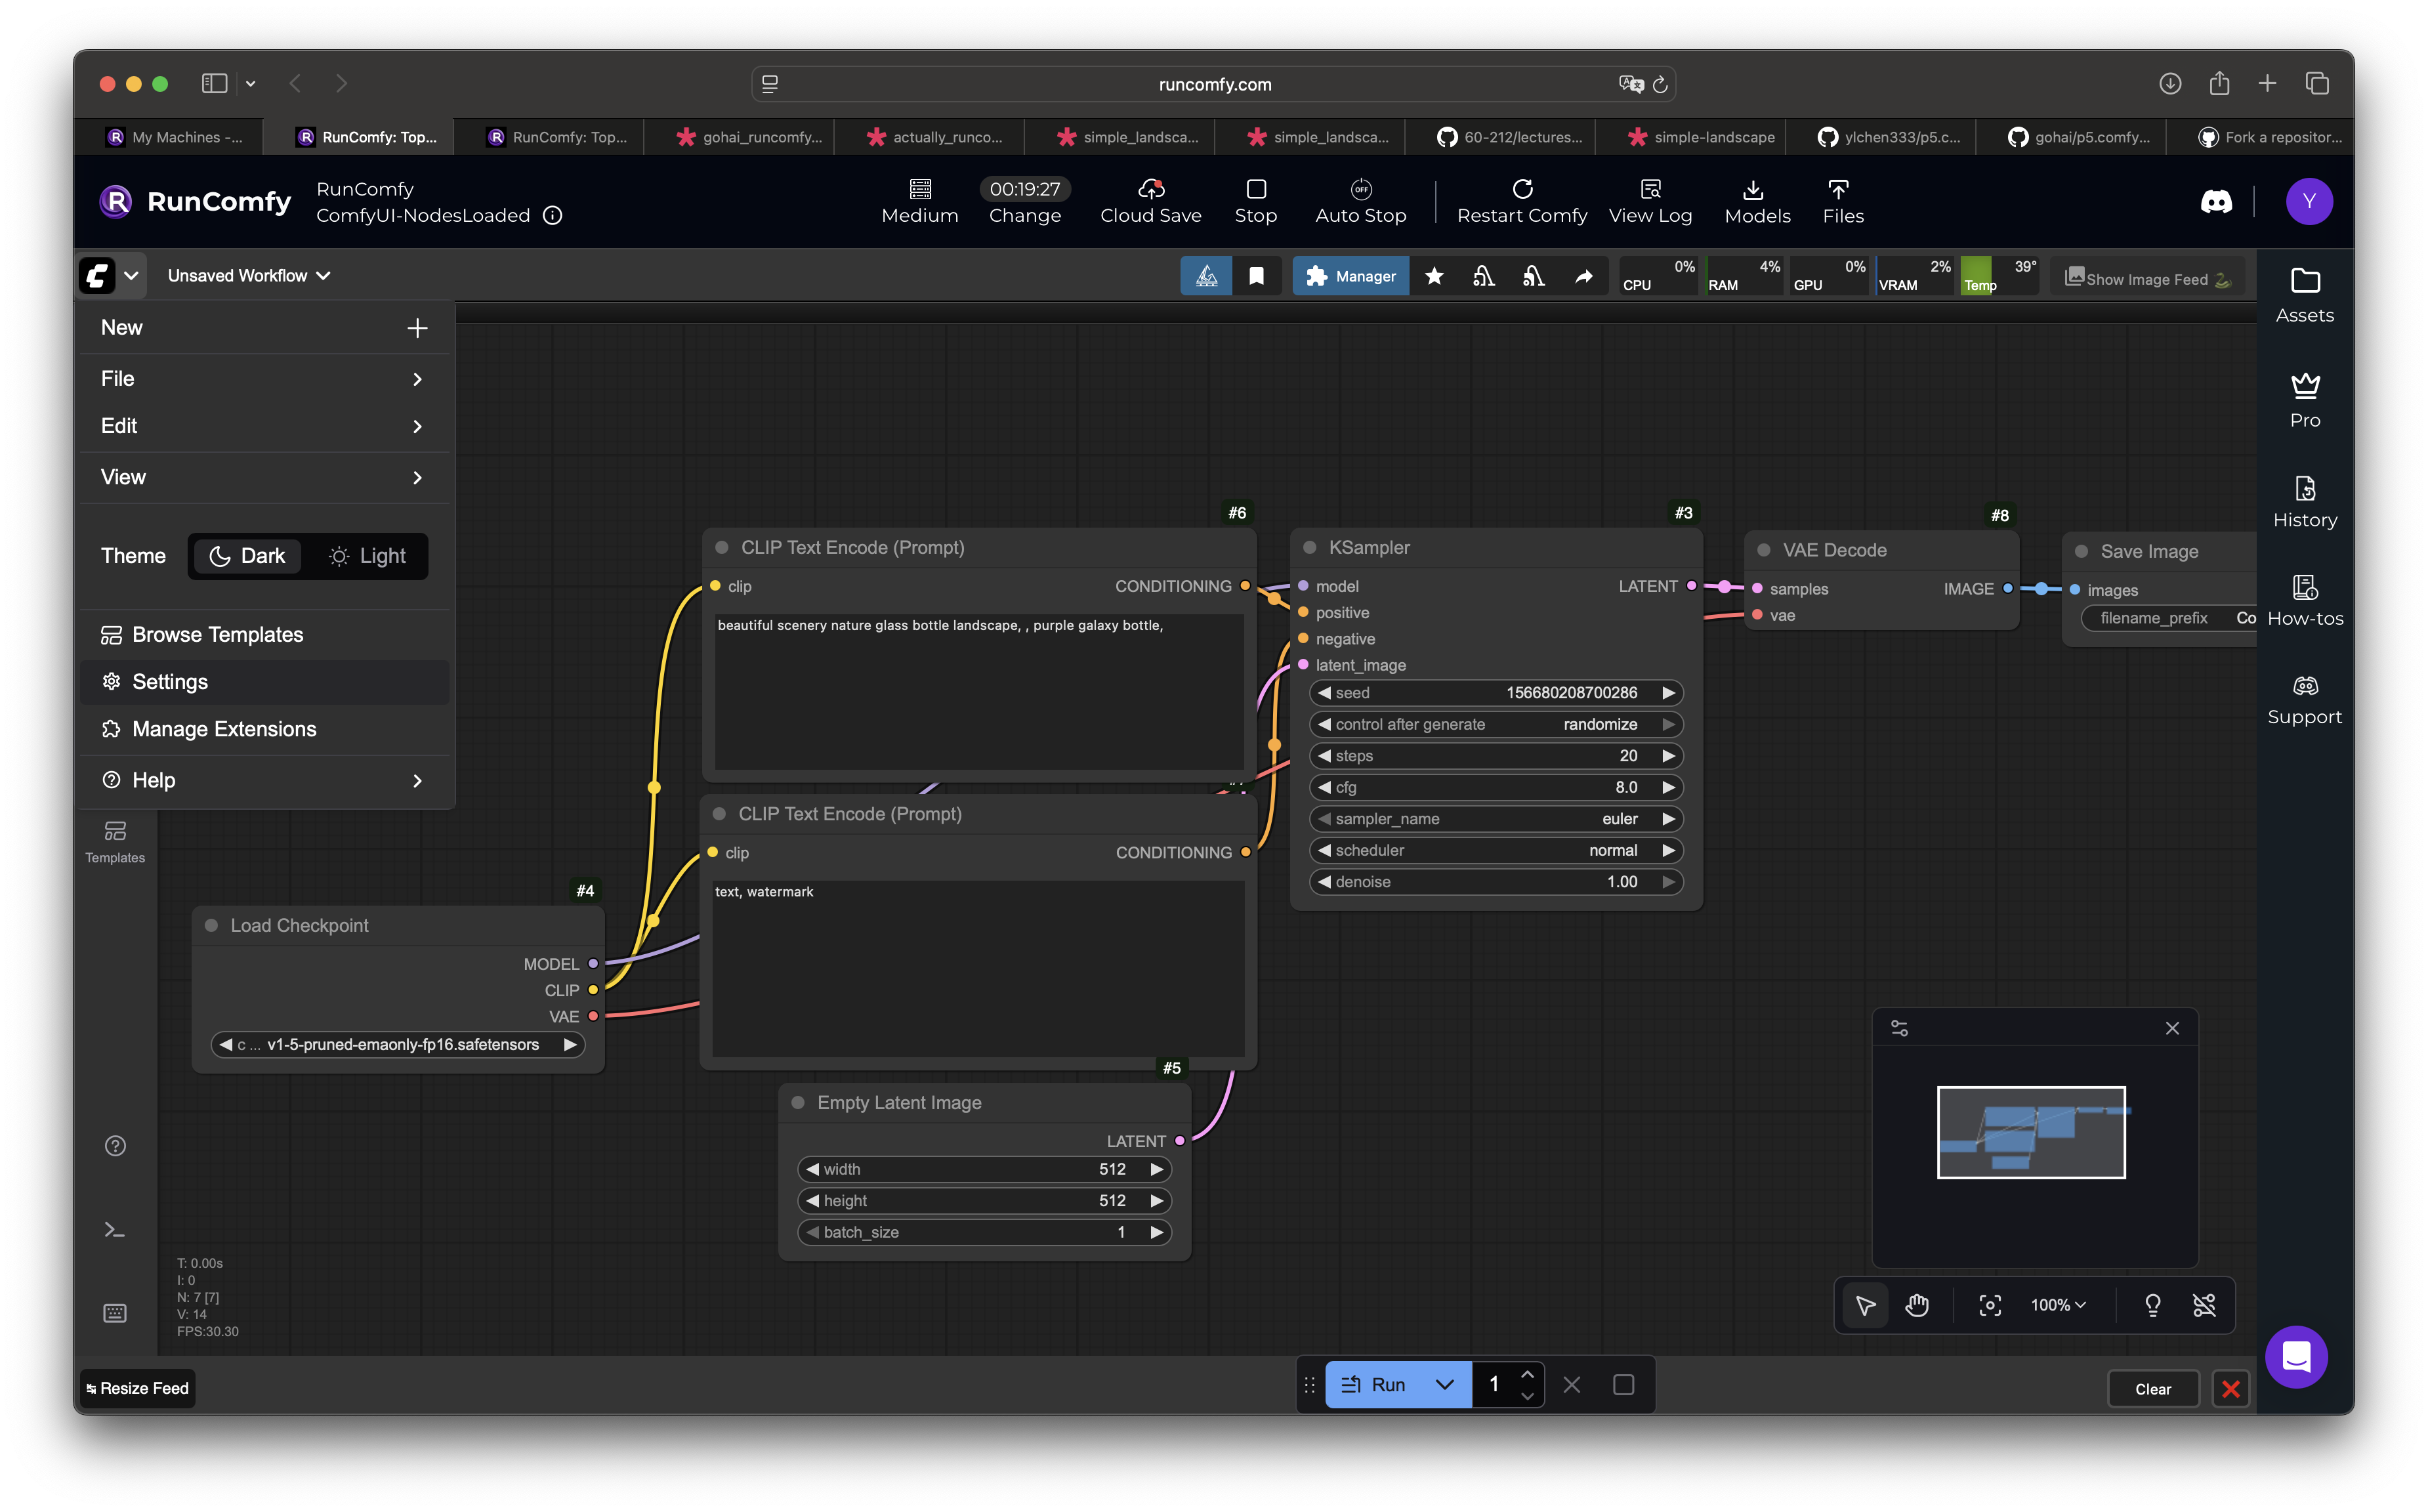 runcomfy.com
My Machines -...
RunComfy: Top...
RunComfy: Top...
gohai_runcomfy...
actually_runco...
simple_landsca...
simple_landsca...
60-212/lectures...
simple-landscape
ylchen333/p5.c...
gohai/p5.comfy...
Fork a repositor...
RunComfy
RunComfy
ComfyUI-NodesLoaded
Medium
00:19:27
Change
Cloud Save
Stop
OFF
Auto Stop
Restart Comfy
View Log
Models
Files
Y
Unsaved Workflow
Manager
CPU 0%
RAM 4%
GPU 0%
VRAM 2%
Temp 39°
Show Image Feed
Assets
Pro
History
How-tos
Support
New
File
Edit
View
Theme
Dark
Light
Browse Templates
Settings
Manage Extensions
Help
Templates
#6
CLIP Text Encode (Prompt)
clip
CONDITIONING
beautiful scenery nature glass bottle landscape, , purple galaxy bottle,
CLIP Text Encode (Prompt)
clip
CONDITIONING
text, watermark
#4
Load Checkpoint
MODEL
CLIP
VAE
c ... v1-5-pruned-emaonly-fp16.safetensors
#5
Empty Latent Image
LATENT
width 512
height 512
batch_size 1
#3
KSampler
model
LATENT
positive
negative
latent_image
seed 156680208700286
control after generate randomize
steps 20
cfg 8.0
sampler_name euler
scheduler normal
denoise 1.00
#8
VAE Decode
samples
IMAGE
vae
Save Image
images
filename_prefix Co
T: 0.00s
I: 0
N: 7 [7]
V: 14
FPS:30.30
100%
Resize Feed
Run
1
Clear